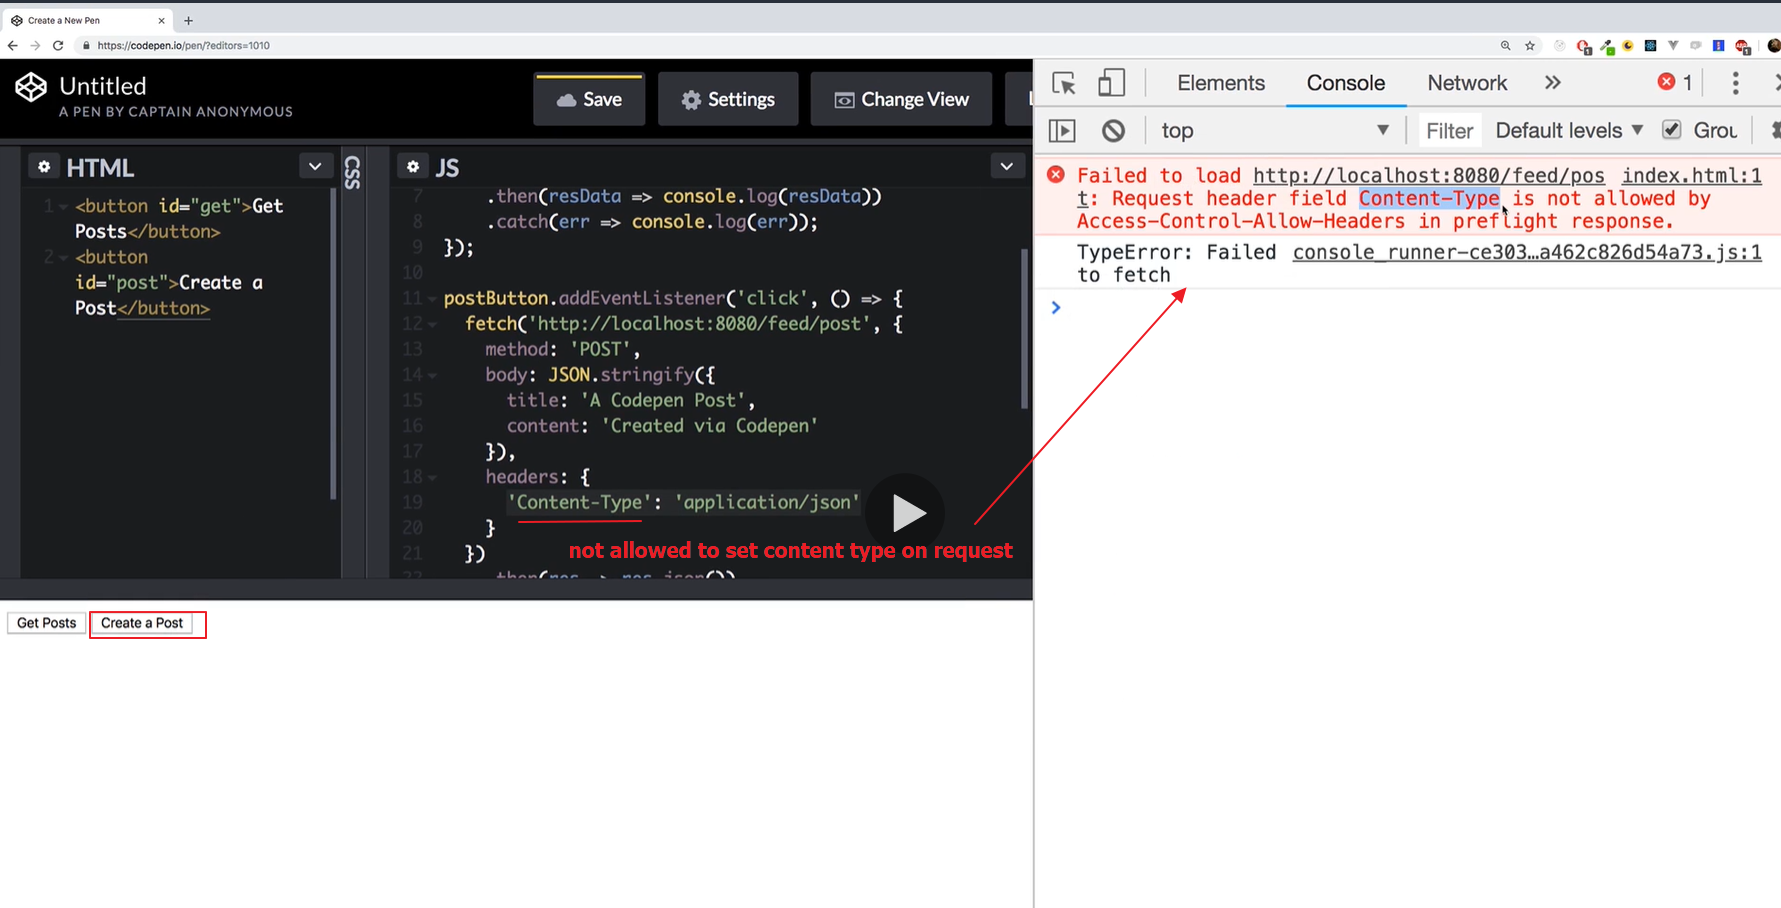 Create a New Pen
https://codepen.io/pen/?editors=1010
Untitled
A PEN BY CAPTAIN ANONYMOUS
Save
Settings
Change View
HTML
1 <button id="get">Get
Posts</button>
2 <button
id="post">Create a
Post</button>
CSS
JS
7 .then(resData => console.log(resData))
8 .catch(err => console.log(err));
9 });
10
11 postButton.addEventListener('click', () => {
12 fetch('http://localhost:8080/feed/post', {
13 method: 'POST',
14 body: JSON.stringify({
15 title: 'A Codepen Post',
16 content: 'Created via Codepen'
17 }),
18 headers: {
19 'Content-Type': 'application/json'
20 }
21 })
22 .then(res => res.json())
not allowed to set content type on request
Get Posts
Create a Post
Elements
Console
Network
1
top
Filter
Default levels
Grou
Failed to load http://localhost:8080/feed/pos index.html:1
t: Request header field Content-Type is not allowed by
Access-Control-Allow-Headers in preflight response.
TypeError: Failed console_runner-ce303…a462c826d54a73.js:1
to fetch